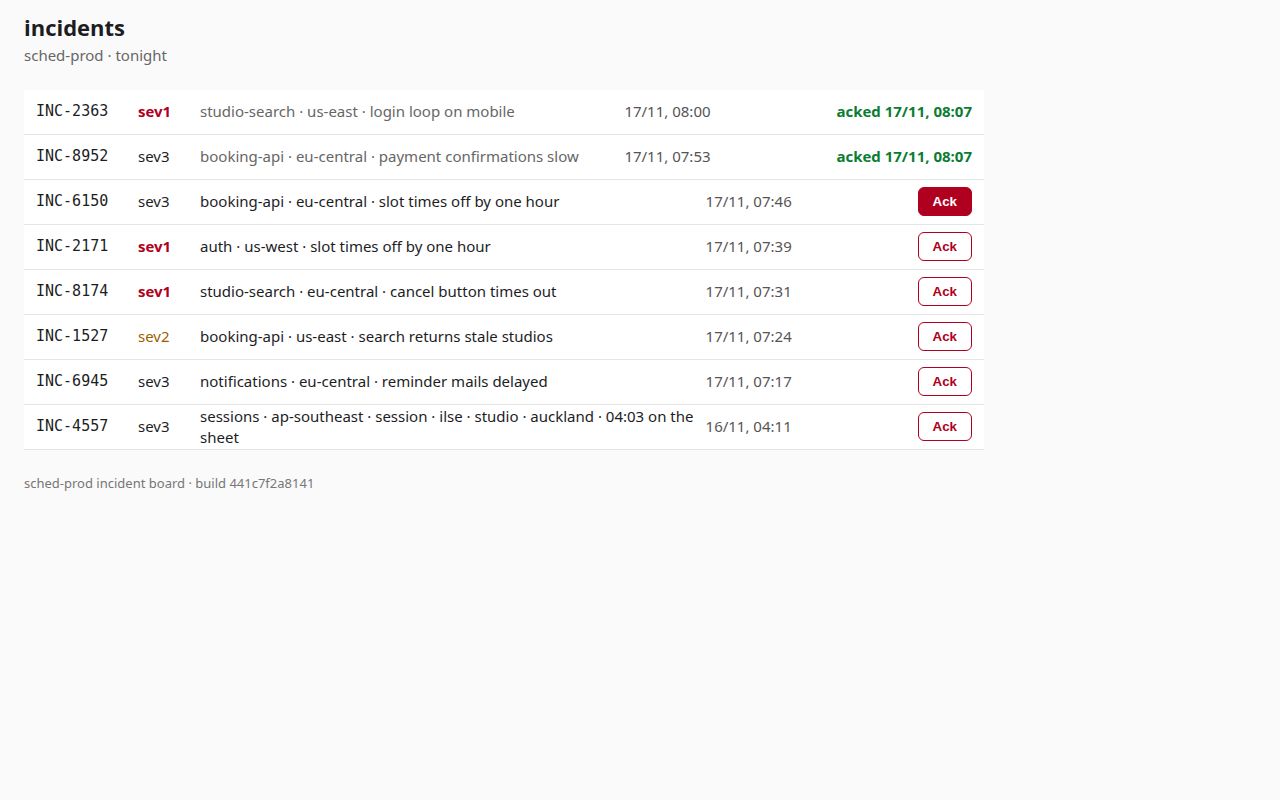 incidents
sched-prod · tonight
INC-2363 sev1 studio-search · us-east · login loop on mobile 17/11, 08:00 acked 17/11, 08:07
INC-8952 sev3 booking-api · eu-central · payment confirmations slow 17/11, 07:53 acked 17/11, 08:07
INC-6150 sev3 booking-api · eu-central · slot times off by one hour 17/11, 07:46 Ack
INC-2171 sev1 auth · us-west · slot times off by one hour 17/11, 07:39 Ack
INC-8174 sev1 studio-search · eu-central · cancel button times out 17/11, 07:31 Ack
INC-1527 sev2 booking-api · us-east · search returns stale studios 17/11, 07:24 Ack
INC-6945 sev3 notifications · eu-central · reminder mails delayed 17/11, 07:17 Ack
INC-4557 sev3 sessions · ap-southeast · session · ilse · studio · auckland · 04:03 on the
sheet 16/11, 04:11 Ack
sched-prod incident board · build 441c7f2a8141